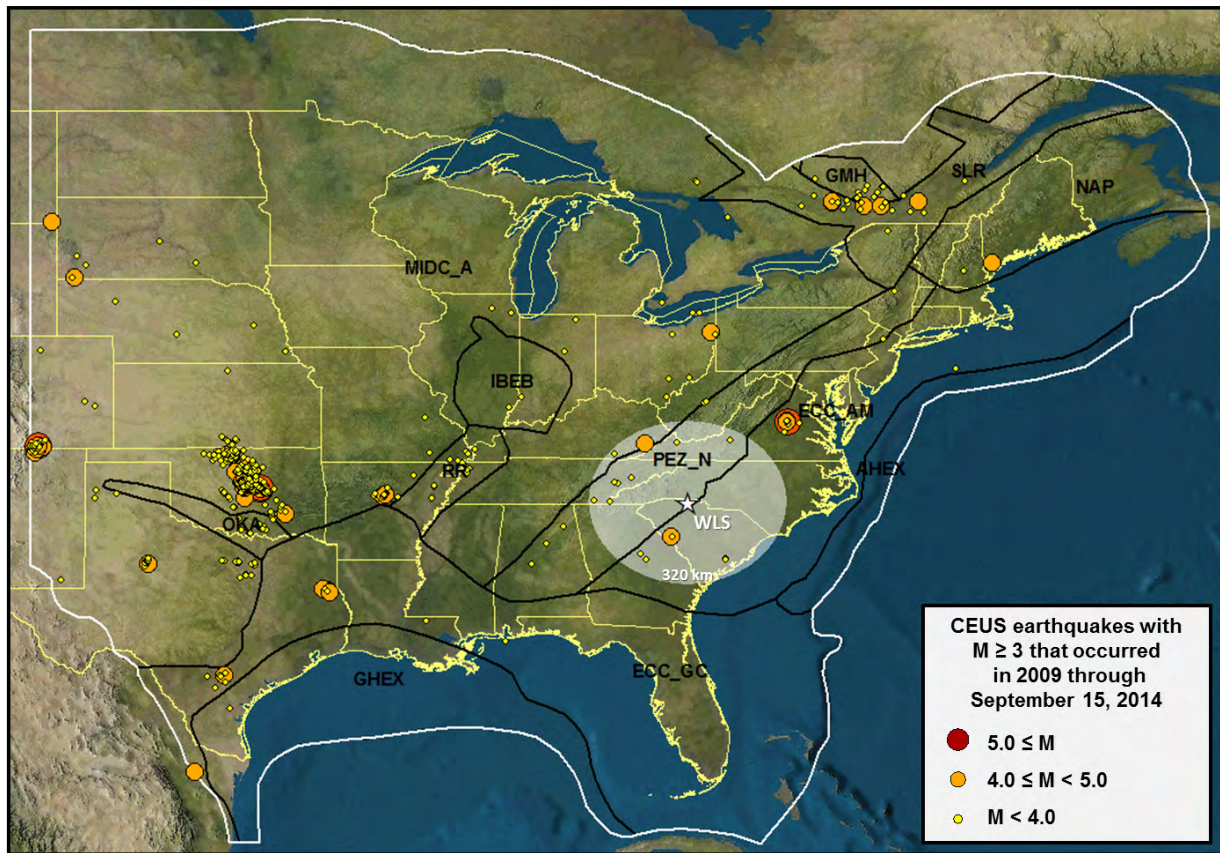 GMH
SLR
NAP
MIDC_A
IBEB
ECC_AM
PEZ_N
RR
AHEX
OKA
WLS
320 km
ECC_GC
GHEX
CEUS earthquakes with
M ≥ 3 that occurred
in 2009 through
September 15, 2014
5.0 ≤ M
4.0 ≤ M < 5.0
M < 4.0